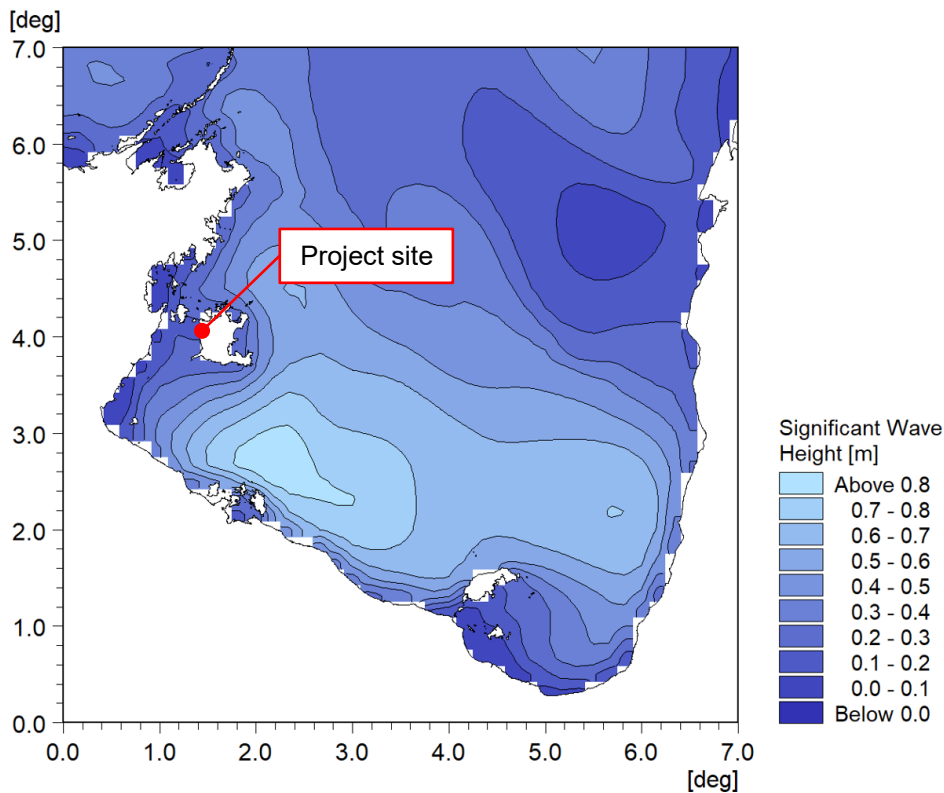 [deg]
7.0
6.0
5.0
4.0
3.0
2.0
1.0
0.0
Project site
0.0 1.0 2.0 3.0 4.0 5.0 6.0 7.0
[deg]
Significant Wave
Height [m]
Above 0.8
0.7 - 0.8
0.6 - 0.7
0.5 - 0.6
0.4 - 0.5
0.3 - 0.4
0.2 - 0.3
0.1 - 0.2
0.0 - 0.1
Below 0.0